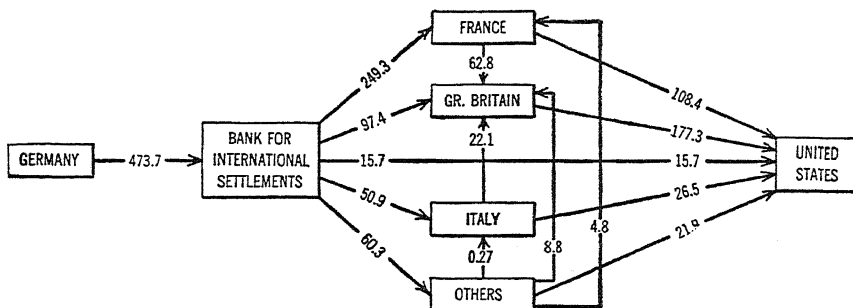 FRANCE
249.3
62.8
108.4
97.4
GR. BRITAIN
177.3
BANK FOR
INTERNATIONAL
SETTLEMENTS
GERMANY
473.7
22.1
15.7
15.7
UNITED
STATES
50.9
ITALY
26.5
60.3
0.27
8.8
4.8
21.9
OTHERS